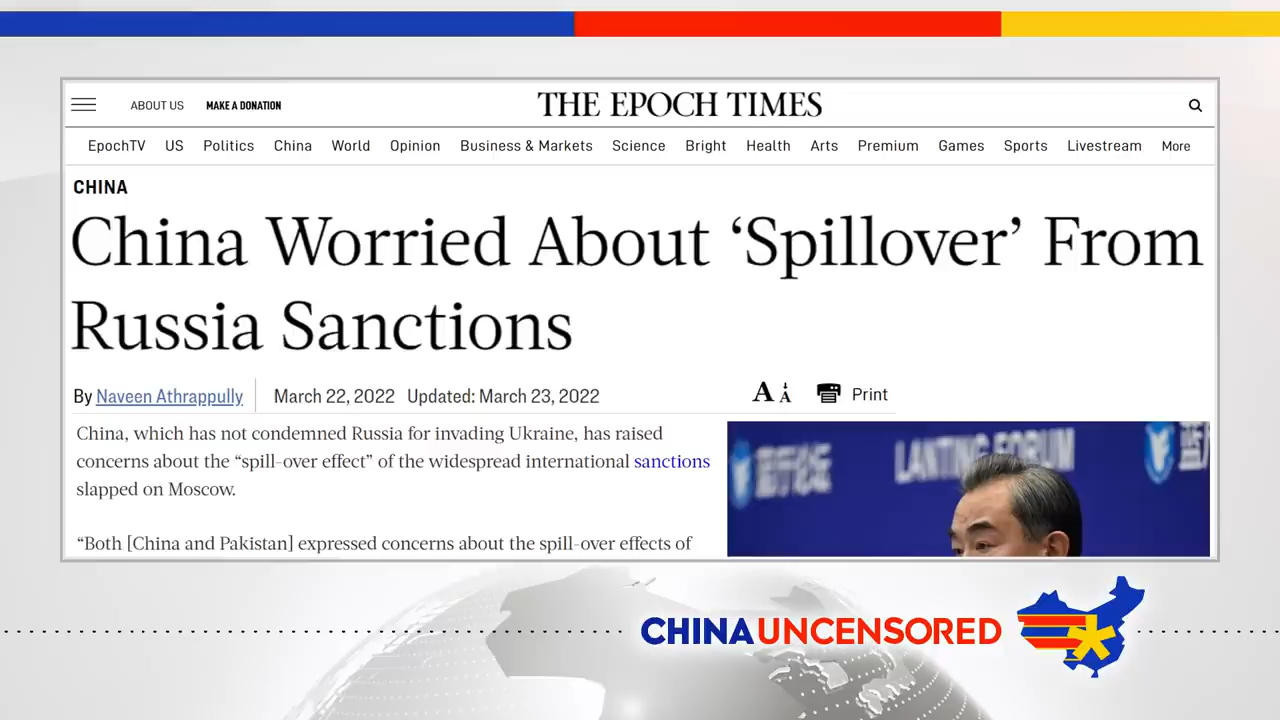 ABOUT US MAKE A DONATION THE EPOCH TIMES
EpochTV US Politics China World Opinion Business & Markets Science Bright Health Arts Premium Games Sports Livestream More
CHINA
China Worried About ‘Spillover’ From
Russia Sanctions
By Naveen Athrappully March 22, 2022 Updated: March 23, 2022 A A Print
China, which has not condemned Russia for invading Ukraine, has raised
concerns about the “spill-over effect” of the widespread international sanctions
slapped on Moscow.
“Both [China and Pakistan] expressed concerns about the spill-over effects of
LANTING FORUM
CHINA UNCENSORED